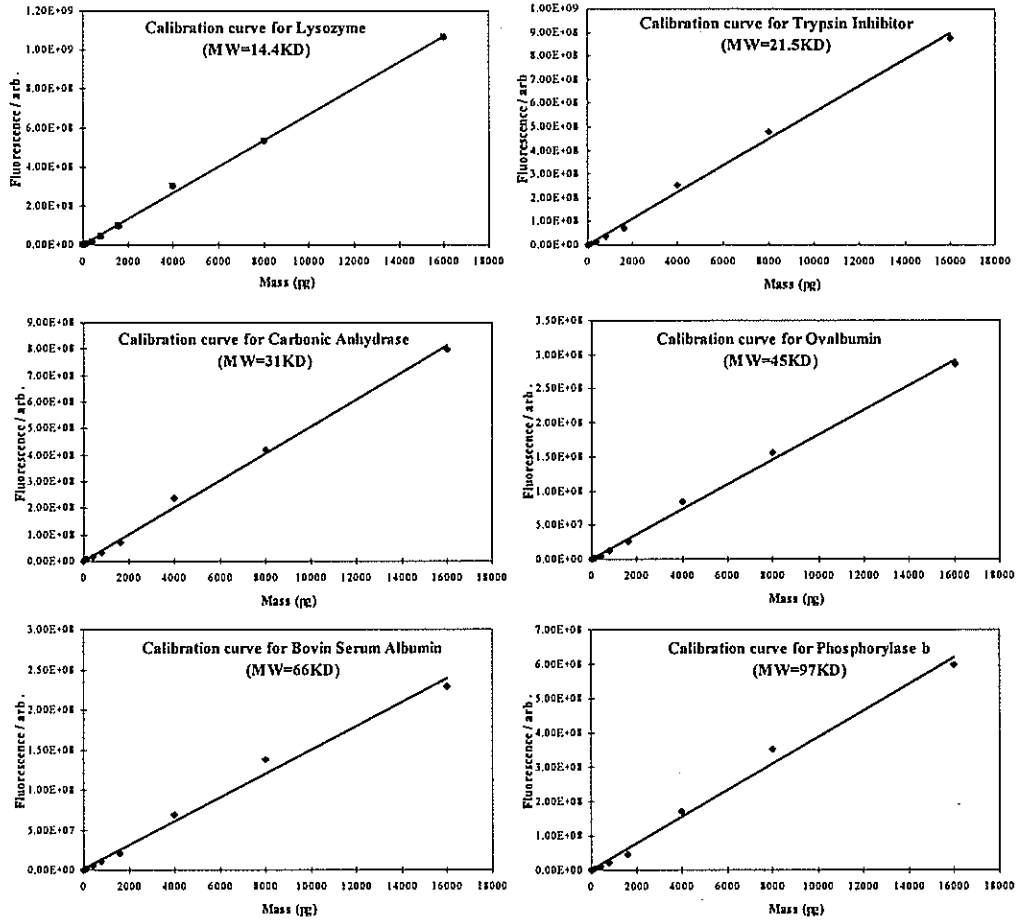 Calibration curve for Lysozyme
(MW=14.4KD)
Fluorescence / arb.
1.20E+09
1.00E+09
8.00E+08
6.00E+08
4.00E+08
2.00E+08
0.00E+00
0 2000 4000 6000 8000 10000 12000 14000 16000 18000
Mass (pg)
Calibration curve for Trypsin Inhibitor
(MW=21.5KD)
Fluorescence / arb.
1.00E+09
9.00E+08
8.00E+08
7.00E+08
6.00E+08
5.00E+08
4.00E+08
3.00E+08
2.00E+08
1.00E+08
0.00E+00
0 2000 4000 6000 8000 10000 12000 14000 16000 18000
Mass (pg)
Calibration curve for Carbonic Anhydrase
(MW=31KD)
Fluorescence / arb.
9.00E+08
8.00E+08
7.00E+08
6.00E+08
5.00E+08
4.00E+08
3.00E+08
2.00E+08
1.00E+08
0.00E+00
0 2000 4000 6000 8000 10000 12000 14000 16000 18000
Mass (pg)
Calibration curve for Ovalbumin
(MW=45KD)
Fluorescence / arb.
3.50E+08
3.00E+08
2.50E+08
2.00E+08
1.50E+08
1.00E+08
5.00E+07
0.00E+00
0 2000 4000 6000 8000 10000 12000 14000 16000 18000
Mass (pg)
Calibration curve for Bovin Serum Albumin
(MW=66KD)
Fluorescence / arb.
3.00E+08
2.50E+08
2.00E+08
1.50E+08
1.00E+08
5.00E+07
0.00E+00
0 2000 4000 6000 8000 10000 12000 14000 16000 18000
Mass (pg)
Calibration curve for Phosphorylase b
(MW=97KD)
Fluorescence / arb.
7.00E+08
6.00E+08
5.00E+08
4.00E+08
3.00E+08
2.00E+08
1.00E+08
0.00E+00
0 2000 4000 6000 8000 10000 12000 14000 16000 18000
Mass (pg)